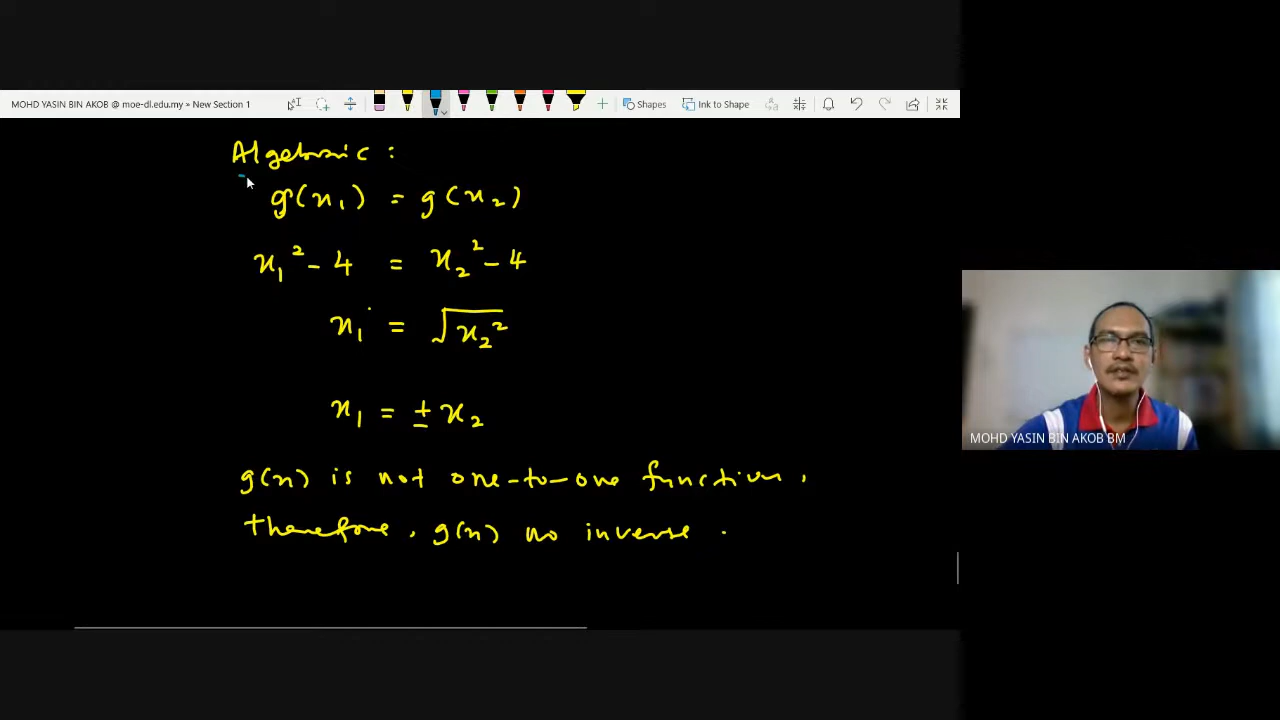 MOHD YASIN BIN AKOB @ moe-dl.edu.my » New Section 1
Shapes
Ink to Shape
Algebraic :
g(x₁) = g(x₂)
x₁² - 4 = x₂² - 4
x₁ = √x₂²
x₁ = ± x₂
g(x) is not one-to-one function,
therefore, g(x) no inverse.
MOHD YASIN BIN AKOB BM